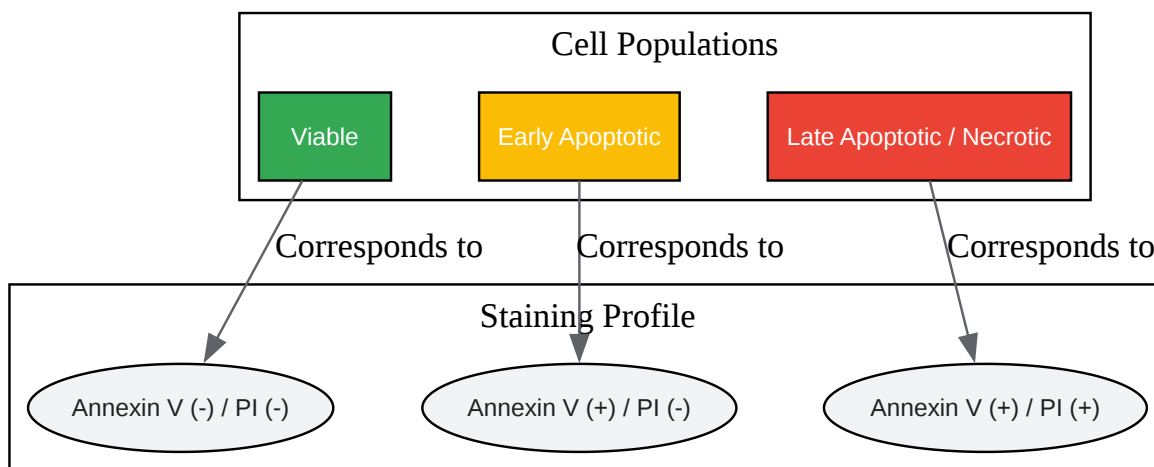 Cell Populations
Viable
Early Apoptotic
Late Apoptotic / Necrotic
Corresponds to
Corresponds to
Corresponds to
Staining Profile
Annexin V (-) / PI (-)
Annexin V (+) / PI (-)
Annexin V (+) / PI (+)